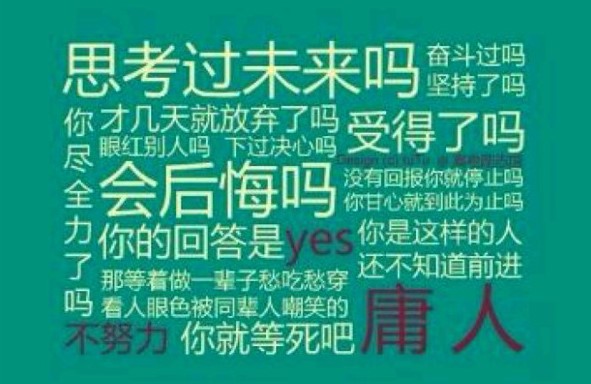 思考过未来吗
奋斗过吗
坚持了吗
你尽全力了吗
才几天就放弃了吗
眼红别人吗 下过决心吗
受得了吗
会后悔吗
没有回报你就停止吗
你甘心就到此为止吗
你的回答是yes
你是这样的人
还不知道前进
那等着做一辈子愁吃愁穿
看人眼色被同辈人嘲笑的
庸人
不努力 你就等死吧